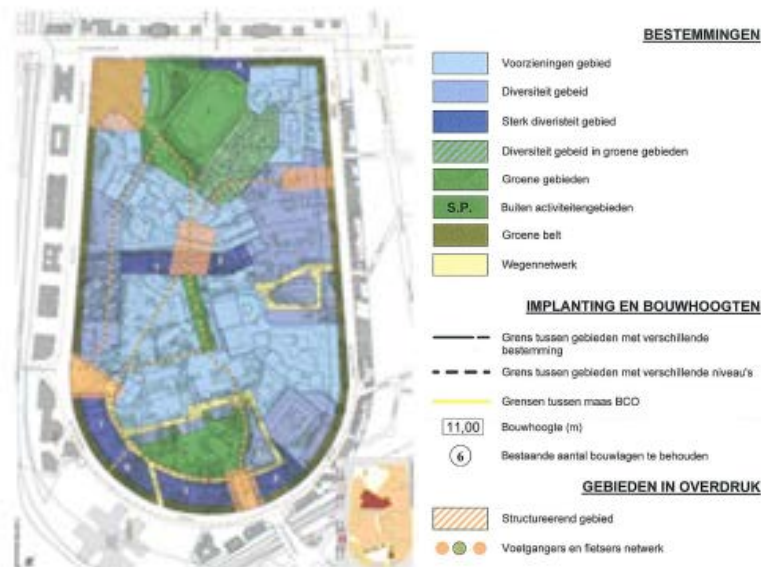 BESTEMMINGEN
Voorzieningen gebied
Diversiteit gebeid
Sterk diveristeit gebied
Diversiteit gebeid in groene gebieden
Groene gebieden
S.P. Buiten activiteitengebieden
Groene belt
Wegennetwerk
IMPLANTING EN BOUWHOOGTEN
Grens tussen gebieden met verschillende
bestemming
Grens tussen gebieden met verschillende niveau's
Grensen tussen maas BCO
11,00 Bouwhoogte (m)
6 Bestaande aantal bouwlagen te behouden
GEBIEDEN IN OVERDRUK
Structureerend gebied
Voetgangers en fietsers netwerk